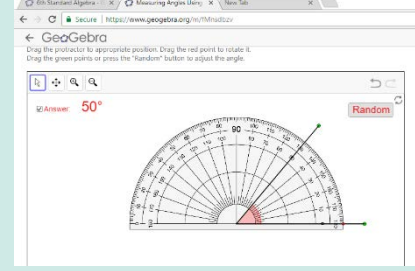 6th Standard Algebra - 
Measuring Angles Using
New Tab
Secure | https://www.geogebra.org/m/fMnsdbzv
GeoGebra
Drag the protractor to appropriate position. Drag the red point to rotate it.
Drag the green points or press the "Random" button to adjust the angle.
Answer 50°
Random
90